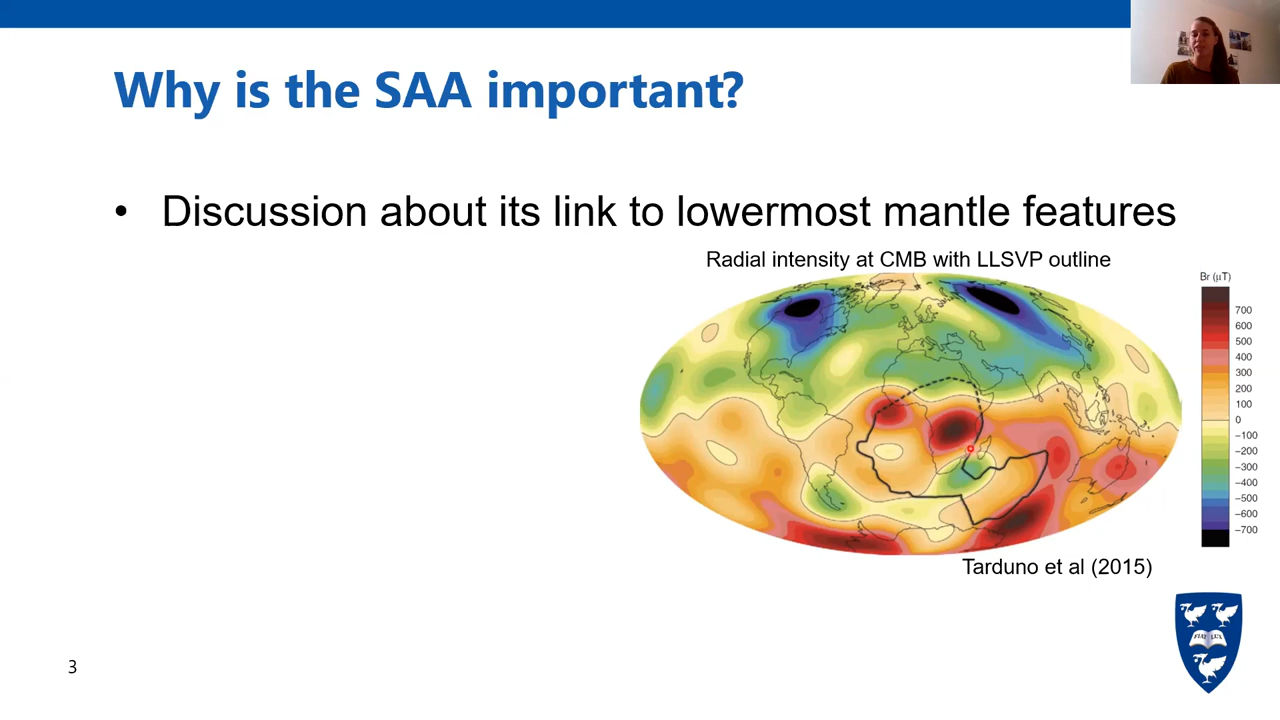 Why is the SAA important?
• Discussion about its link to lowermost mantle features
Radial intensity at CMB with LLSVP outline
Br (μT)
700
600
500
400
300
200
100
0
–100
–200
–300
–400
–500
–600
–700
Tarduno et al (2015)
FIAT LUX
3